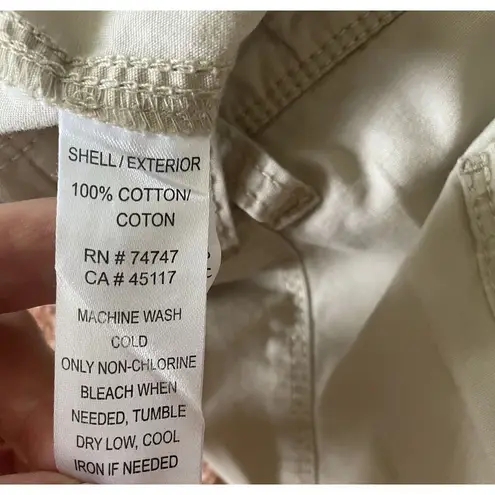 SHELL/EXTERIOR
100% COTTON/
COTON
RN # 74747
CA # 45117
MACHINE WASH
COLD
ONLY NON-CHLORINE
BLEACH WHEN
NEEDED, TUMBLE
DRY LOW, COOL
IRON IF NEEDED